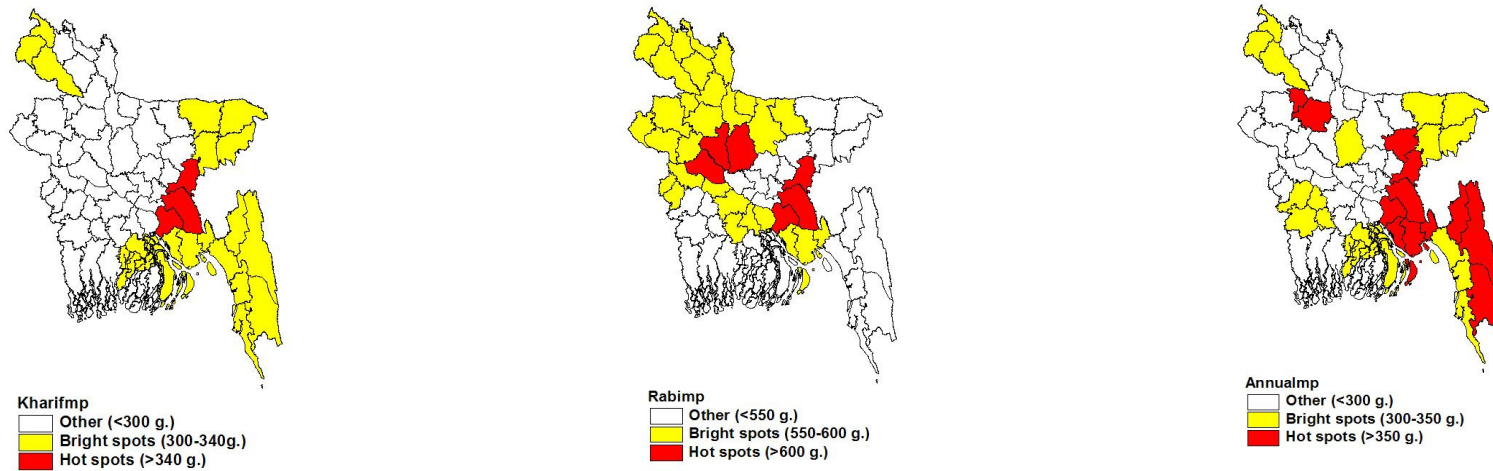 Kharifmp
Other (<300 g.)
Bright spots (300-340g.)
Hot spots (>340 g.)
Rabimp
Other (<550 g.)
Bright spots (550-600 g.)
Hot spots (>600 g.)
Annualmp
Other (<300 g.)
Bright spots (300-350 g.)
Hot spots (>350 g.)